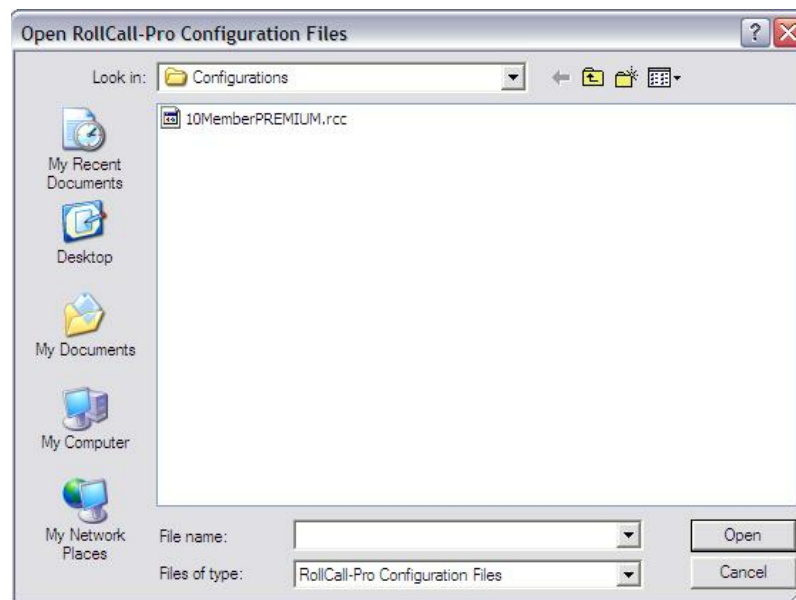 Open RollCall-Pro Configuration Files
Look in:
Configurations
10MemberPREMIUM.rcc
My Recent
Documents
Desktop
My Documents
My Computer
My Network
Places
File name:
Open
Files of type:
RollCall-Pro Configuration Files
Cancel